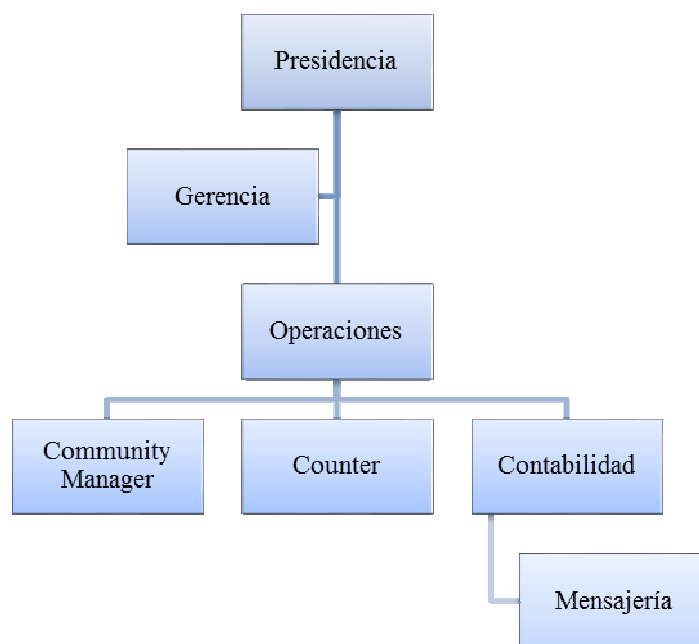 Presidencia
Gerencia
Operaciones
Community
Manager
Counter
Contabilidad
Mensajería